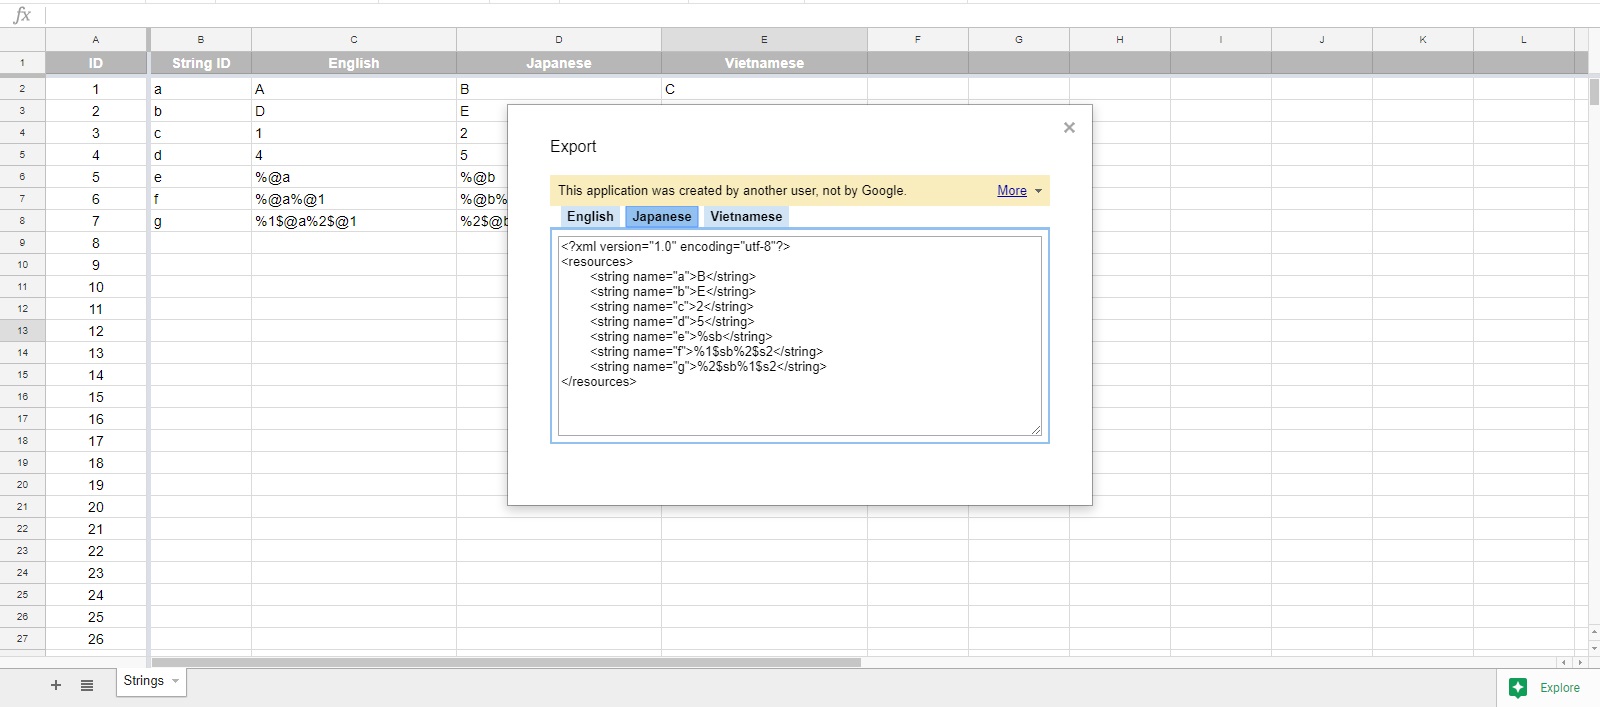 fx
A B C D E F G H I J K L
1 ID String ID English Japanese Vietnamese
2 1 a A B C
3 2 b D E
4 3 c 1 2
5 4 d 4 5
6 5 e %@a %@b
7 6 f %@a%@1 %@b%
8 7 g %1$@a%2$@1 %2$@b
9 8
10 9
11 10
12 11
13 12
14 13
15 14
16 15
17 16
18 17
19 18
20 19
21 20
22 21
23 22
24 23
25 24
26 25
27 26
Export
×
This application was created by another user, not by Google. More
English Japanese Vietnamese
<?xml version="1.0" encoding="utf-8"?>
<resources>
<string name="a">B</string>
<string name="b">E</string>
<string name="c">2</string>
<string name="d">5</string>
<string name="e">%sb</string>
<string name="f">%1$sb%2$s2</string>
<string name="g">%2$sb%1$s2</string>
</resources>
+ Strings
Explore